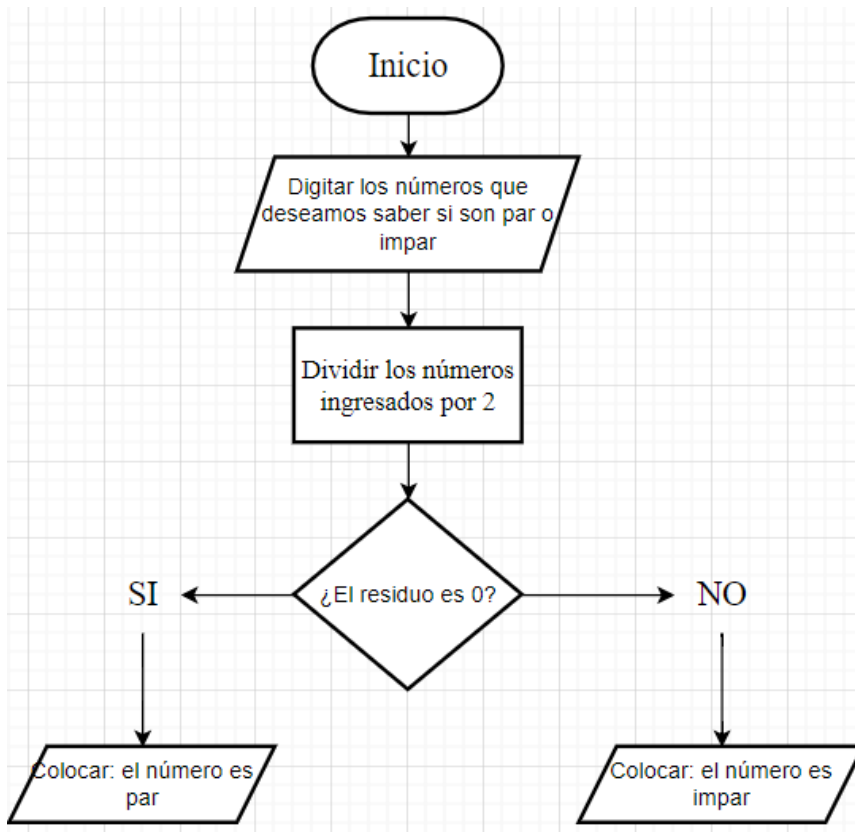 Inicio
Digitar los números que
deseamos saber si son par o
impar
Dividir los números
ingresados por 2
¿El residuo es 0?
SI
NO
Colocar: el número es
par
Colocar: el número es
impar